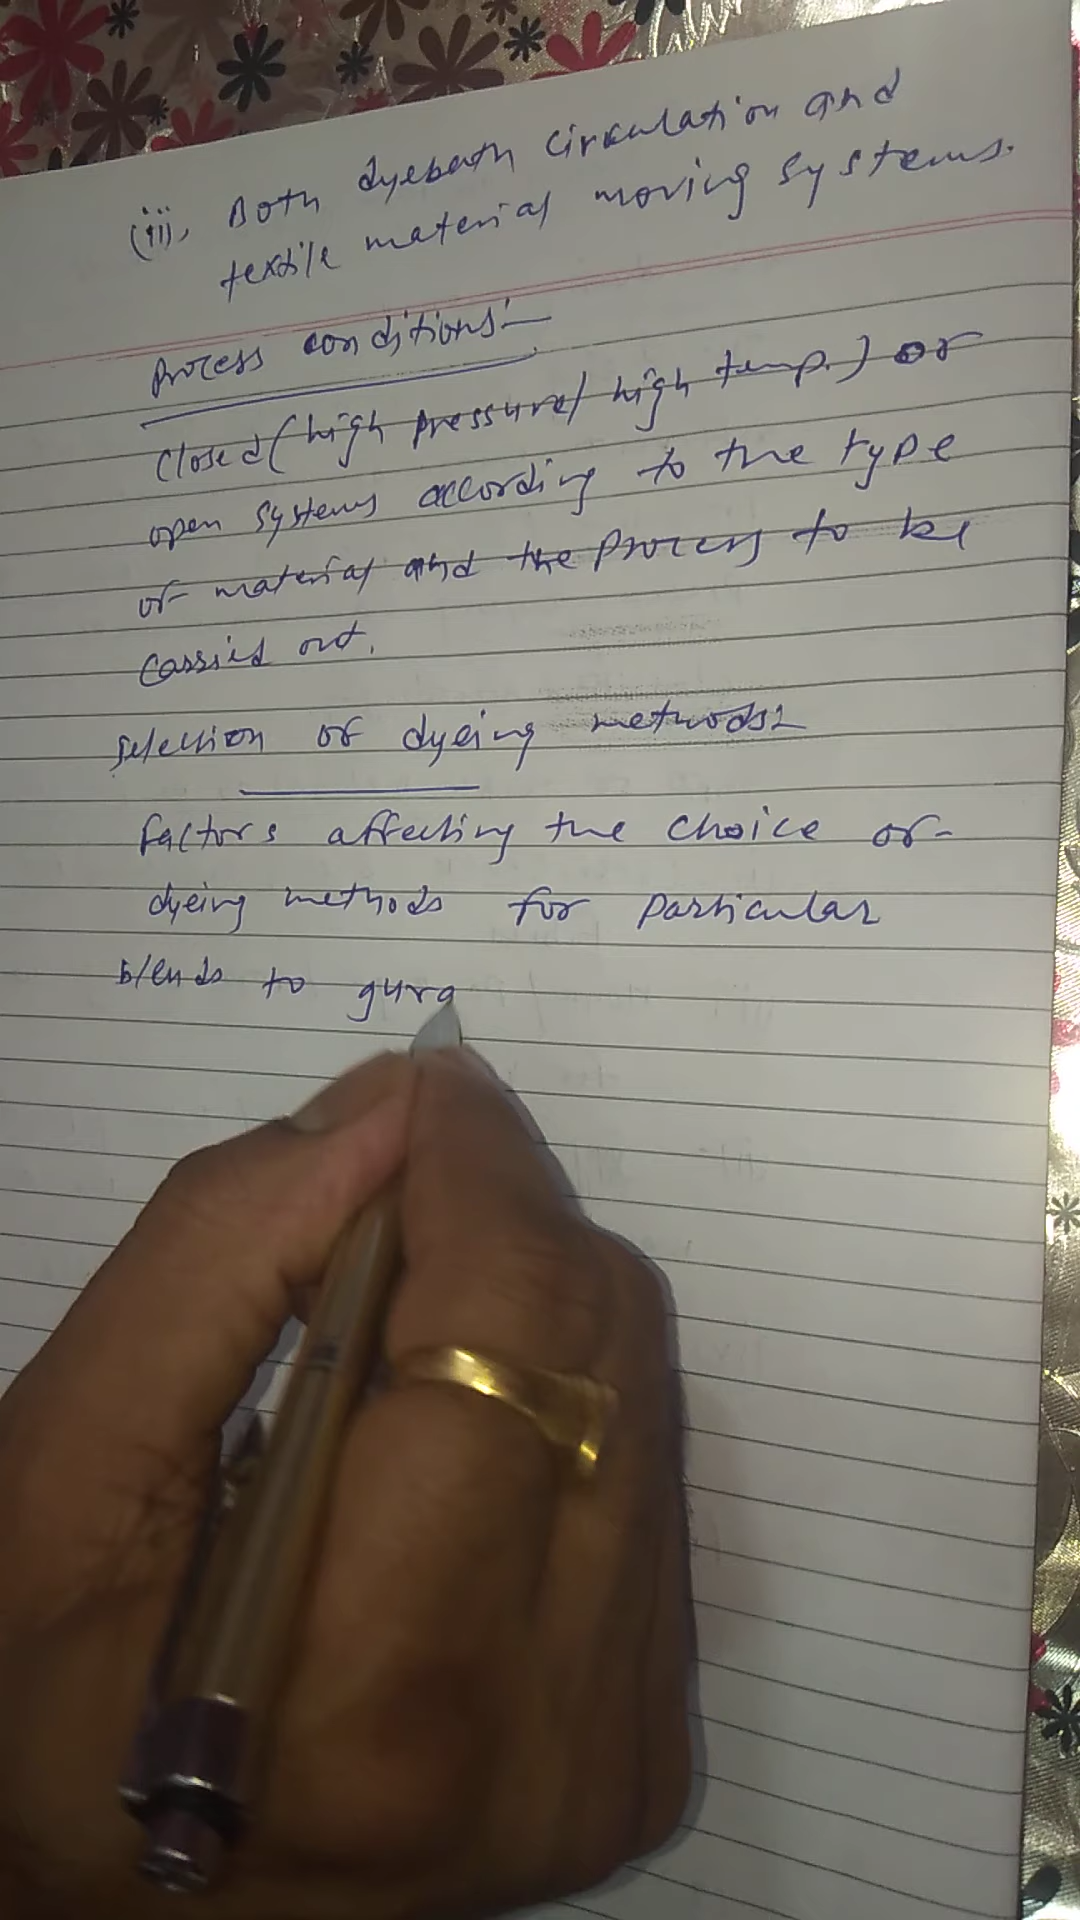 (iii), Both dyebath circulation and
textile material moving systems.
Process conditions:-
Closed (high pressure/ high temp.) or
open systems according to the type
of material and the process to be
carried out.
Selection of dyeing methods:-
factors affecting the choice of
dyeing methods for particular
blends to gura